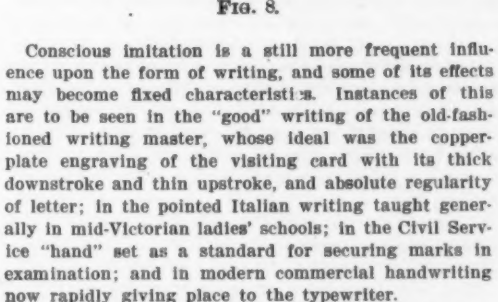 FIG. 8.
Conscious imitation is a still more frequent influ-
ence upon the form of writing, and some of its effects
may become fixed characteristi s. Instances of this
are to be seen in the "good" writing of the old-fash-
ioned writing master, whose ideal was the copper-
plate engraving of the visiting card with its thick
downstroke and thin upstroke, and absolute regularity
of letter; in the pointed Italian writing taught gener-
ally in mid-Victorian ladies' schools; in the Civil Serv-
ice "hand" set as a standard for securing marks in
examination; and in modern commercial handwriting
now rapidly giving place to the typewriter.